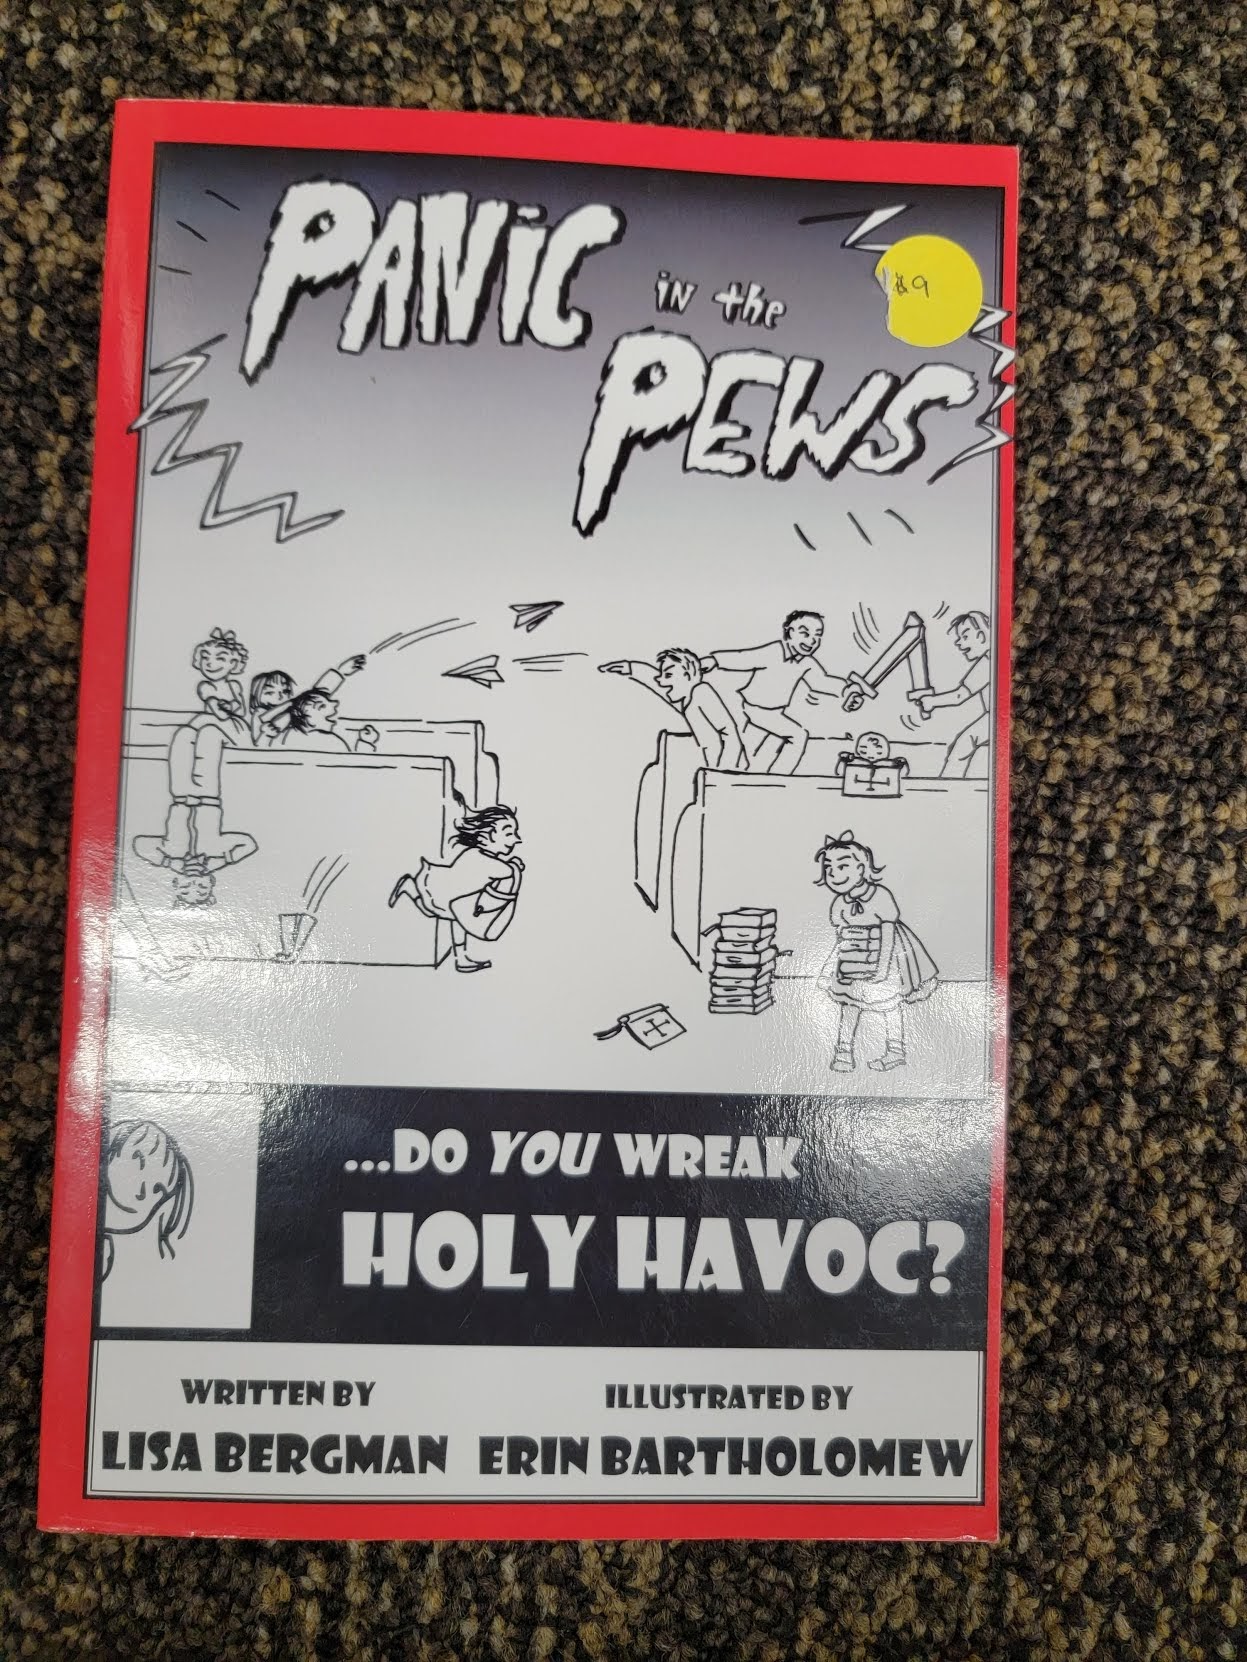 PANiC
iN the
PEWS
$9
...DO YOU WREAK
HOLY HAVOC?
WRITTEN BY
LISA BERGMAN
ILLUSTRATED BY
ERIN BARTHOLOMEW